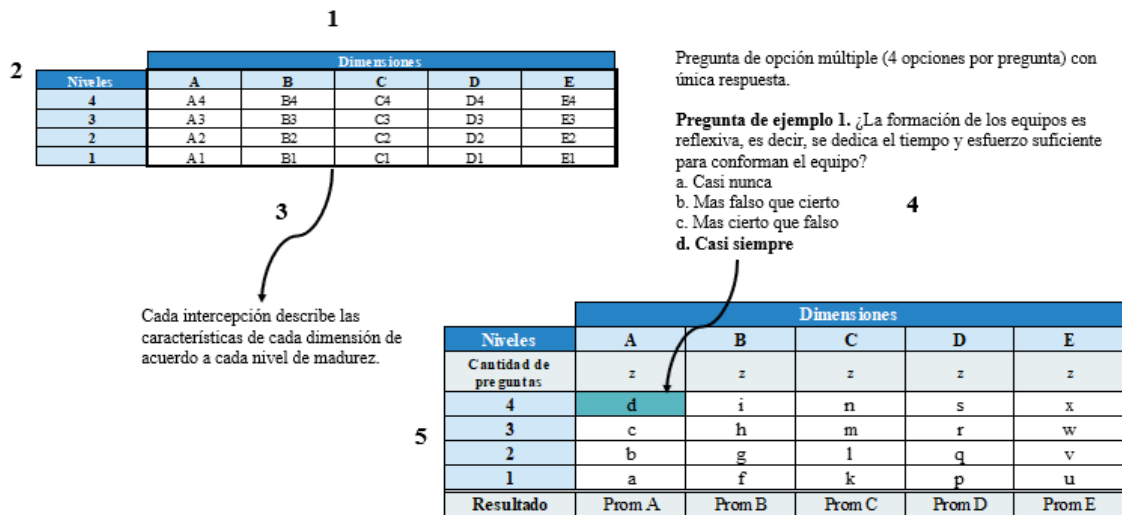 1
2
Dimensiones
Niveles A B C D E
4 A4 B4 C4 D4 E4
3 A3 B3 C3 D3 E3
2 A2 B2 C2 D2 E2
1 A1 B1 C1 D1 E1
3
Cada intercepción describe las
características de cada dimensión de
acuerdo a cada nivel de madurez.
Pregunta de opción múltiple (4 opciones por pregunta) con
única respuesta.
Pregunta de ejemplo 1. ¿La formación de los equipos es
reflexiva, es decir, se dedica el tiempo y esfuerzo suficiente
para conforman el equipo?
a. Casi nunca
b. Mas falso que cierto
c. Mas cierto que falso
d. Casi siempre
4
5
Dimensiones
Niveles A B C D E
Cantidad de
preguntas z z z z z
4 d i n s x
3 c h m r w
2 b g l q v
1 a f k p u
Resultado Prom A Prom B Prom C Prom D Prom E